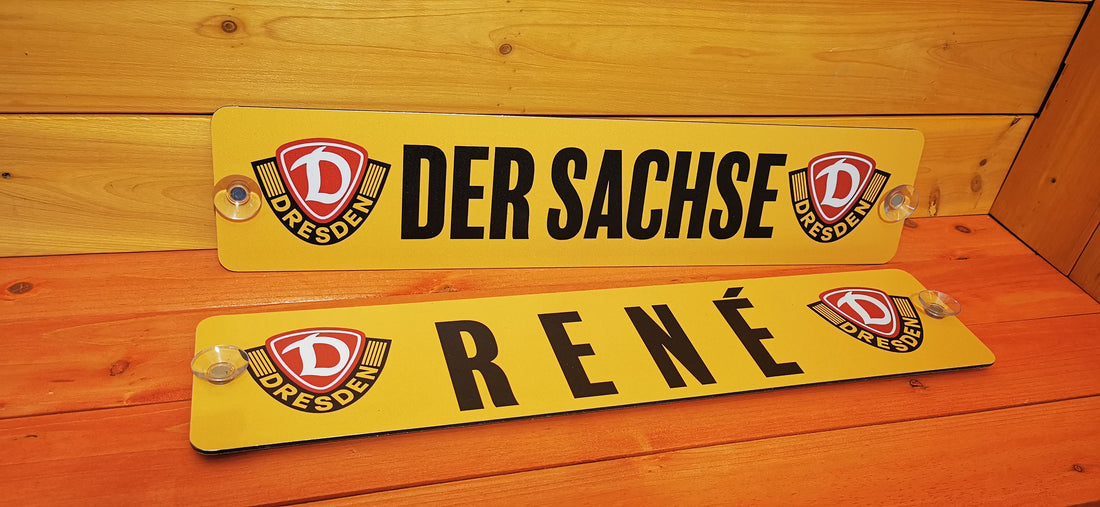 D DRESDEN DER SACHSE D DRESDEN
D DRESDEN RENÉ D DRESDEN